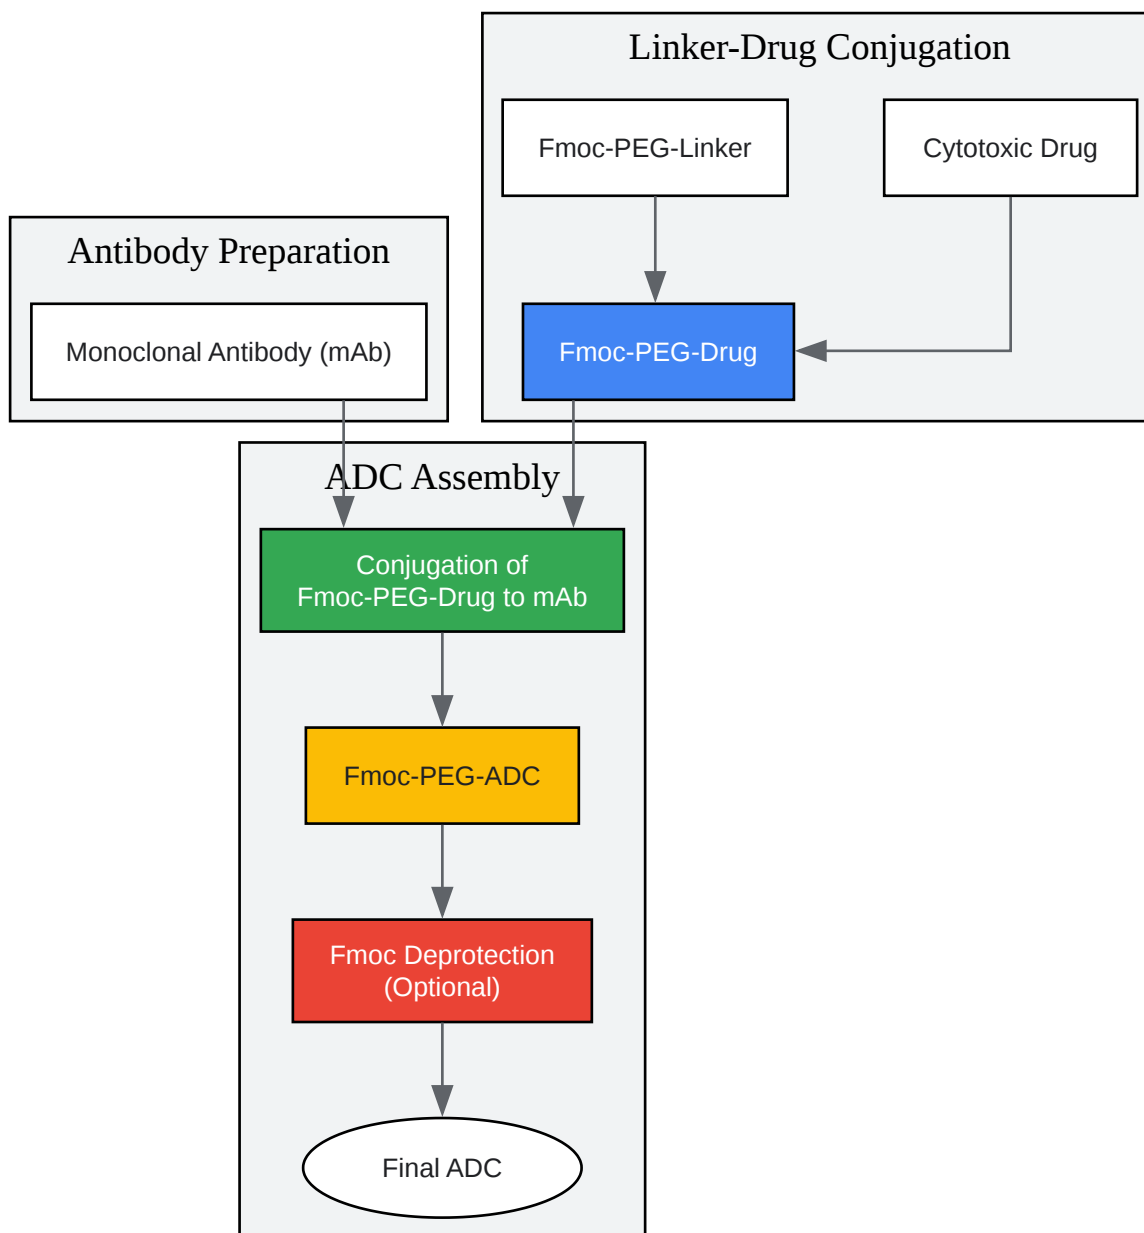 Linker-Drug Conjugation
Fmoc-PEG-Linker
Cytotoxic Drug
Antibody Preparation
Monoclonal Antibody (mAb)
Fmoc-PEG-Drug
ADC Assembly
Conjugation of
Fmoc-PEG-Drug to mAb
Fmoc-PEG-ADC
Fmoc Deprotection
(Optional)
Final ADC